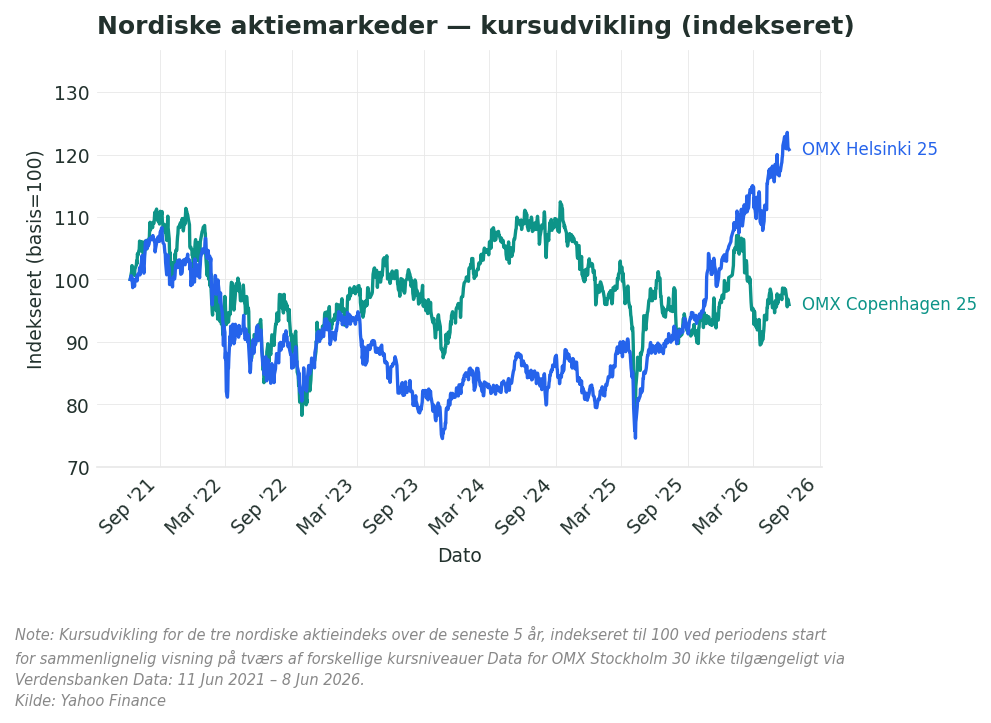 Nordiske aktiemarkeder — kursudvikling (indekseret)
Indekseret (basis=100)
130
120
110
100
90
80
70
OMX Helsinki 25
OMX Copenhagen 25
Sep '21
Mar '22
Sep '22
Mar '23
Sep '23
Mar '24
Sep '24
Mar '25
Sep '25
Mar '26
Sep '26
Dato
Note: Kursudvikling for de tre nordiske aktieindeks over de seneste 5 år, indekseret til 100 ved periodens start
for sammenlignelig visning på tværs af forskellige kursniveauer Data for OMX Stockholm 30 ikke tilgængeligt via
Verdensbanken Data: 11 Jun 2021 – 8 Jun 2026.
Kilde: Yahoo Finance